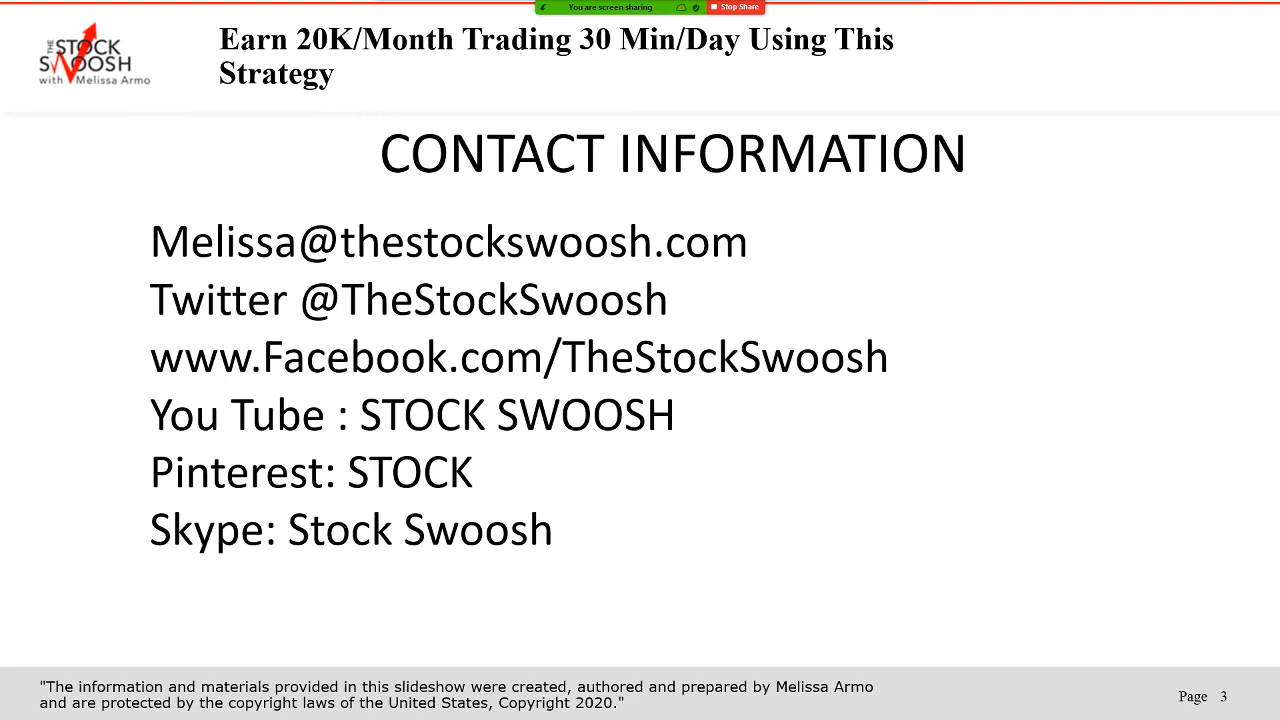 You are screen sharing
Stop Share
THE
STOCK
SWOOSH
with Melissa Armo
Earn 20K/Month Trading 30 Min/Day Using This
Strategy
CONTACT INFORMATION
Melissa@thestockswoosh.com
Twitter @TheStockSwoosh
www.Facebook.com/TheStockSwoosh
You Tube : STOCK SWOOSH
Pinterest: STOCK
Skype: Stock Swoosh
"The information and materials provided in this slideshow were created, authored and prepared by Melissa Armo
and are protected by the copyright laws of the United States, Copyright 2020."
Page 3